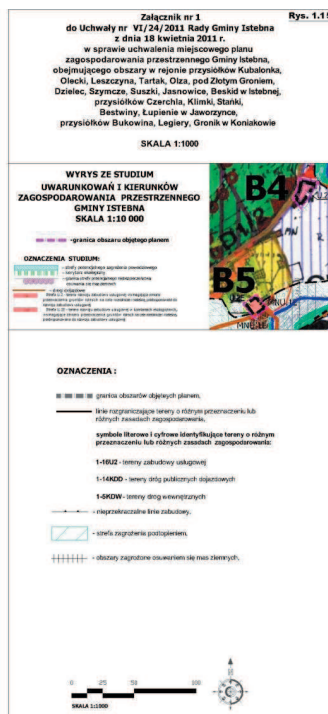 Rys. 1.19
Załącznik nr 1
do Uchwały nr VI/24/2011 Rady Gminy Istebna
z dnia 18 kwietnia 2011 r.
w sprawie uchwalenia miejscowego planu
zagospodarowania przestrzennego Gminy Istebna,
obejmującego obszary w rejonie przysiółków Kubalonka,
Olecki, Leszczyna, Tartak, Olza, pod Złotym Groniem,
Dzielec, Szymcze, Suszki, Jasnowice, Beskid w Istebnej,
przysiółków Czerchla, Klimki, Stańki,
Bestwiny, Łupienie w Jaworzynce,
przysiółków Bukowina, Legiery, Gronik w Koniakowie
SKALA 1:1000
WYRYS ZE STUDIUM
UWARUNKOWAŃ I KIERUNKÓW
ZAGOSPODAROWANIA PRZESTRZENNEGO
GMINY ISTEBNA
SKALA 1:10 000
-granica obszaru objętego planem
OZNACZENIA STUDIUM:
B4
B5
OZNACZENIA :
granica obszarów objętych planem,
linie rozgraniczające tereny o różnym przeznaczeniu lub
różnych zasadach zagospodarowania.
symbole literowe i cyfrowe identyfikujące tereny o różnym
przeznaczeniu lub różnych zasadach zagospodarowania:
1-16U2 - tereny zabudowy usługowej
1-14KDD - tereny dróg publicznych dojazdowych
1-5KDW - tereny dróg wewnętrznych
- nieprzekraczalne linie zabudowy,
- strefa zagrożenia podtopieniem,
- obszary zagrożone osuwaniem się mas ziemnych,
0 25 50 100
SKALA 1:1000